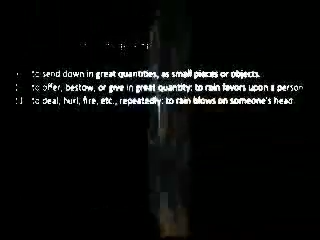 to send down in great quantities, as small pieces or objects.
to offer, bestow, or give in great quantity: to rain favors upon a person
to deal, hurl, fire, etc., repeatedly: to rain blows on someone's head